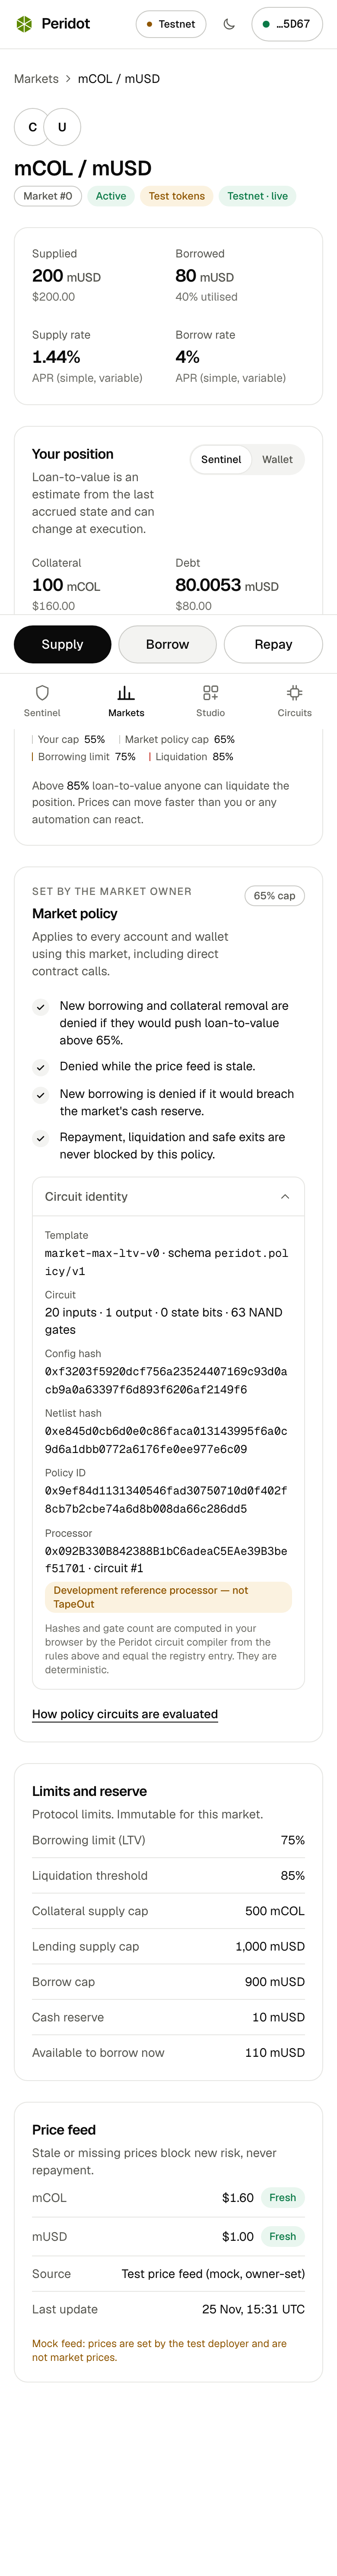 Peridot
Testnet
...5D67
Markets > mCOL / mUSD
C U
mCOL / mUSD
Market #0 Active Test tokens Testnet · live
Supplied
200 mUSD
$200.00
Borrowed
80 mUSD
40% utilised
Supply rate
1.44%
APR (simple, variable)
Borrow rate
4%
APR (simple, variable)
Your position
Sentinel Wallet
Loan-to-value is an
estimate from the last
accrued state and can
change at execution.
Collateral
100 mCOL
$160.00
Debt
80.0053 mUSD
$80.00
Supply
Borrow
Repay
Sentinel
Markets
Studio
Circuits
Your cap 55% Market policy cap 65%
Borrowing limit 75% Liquidation 85%
Above 85% loan-to-value anyone can liquidate the
position. Prices can move faster than you or any
automation can react.
SET BY THE MARKET OWNER
65% cap
Market policy
Applies to every account and wallet
using this market, including direct
contract calls.
New borrowing and collateral removal are
denied if they would push loan-to-value
above 65%.
Denied while the price feed is stale.
New borrowing is denied if it would breach
the market's cash reserve.
Repayment, liquidation and safe exits are
never blocked by this policy.
Circuit identity
Template
market-max-ltv-v0 · schema peridot.pol
icy/v1
Circuit
20 inputs · 1 output · 0 state bits · 63 NAND
gates
Config hash
0xf3203f5920dcf756a23524407169c93d0a
cb9a0a63397f6d893f6206af2149f6
Netlist hash
0xe845d0cb6d0e0c86faca013143995f6a0c
9d6a1dbb0772a6176fe0ee977e6c09
Policy ID
0x9ef84d1131340546fad30750710d0f402f
8cb7b2cbe74a6d8b008da66c286dd5
Processor
0x092B330B842388B1bC6adeaC5EAe39B3be
f51701 · circuit #1
Development reference processor — not
TapeOut
Hashes and gate count are computed in your
browser by the Peridot circuit compiler from the
rules above and equal the registry entry. They are
deterministic.
How policy circuits are evaluated
Limits and reserve
Protocol limits. Immutable for this market.
Borrowing limit (LTV) 75%
Liquidation threshold 85%
Collateral supply cap 500 mCOL
Lending supply cap 1,000 mUSD
Borrow cap 900 mUSD
Cash reserve 10 mUSD
Available to borrow now 110 mUSD
Price feed
Stale or missing prices block new risk, never
repayment.
mCOL $1.60 Fresh
mUSD $1.00 Fresh
Source Test price feed (mock, owner-set)
Last update 25 Nov, 15:31 UTC
Mock feed: prices are set by the test deployer and are
not market prices.